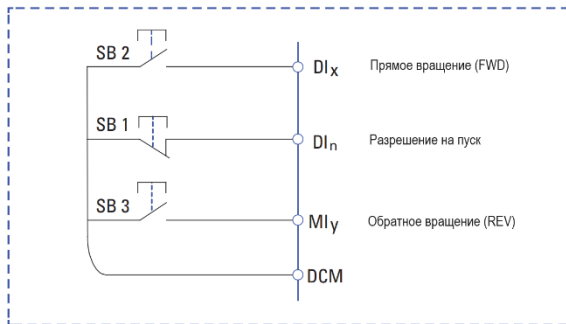 SB 2
DIx
Прямое вращение (FWD)
SB 1
DIn
Разрешение на пуск
SB 3
MIy
Обратное вращение (REV)
DCM